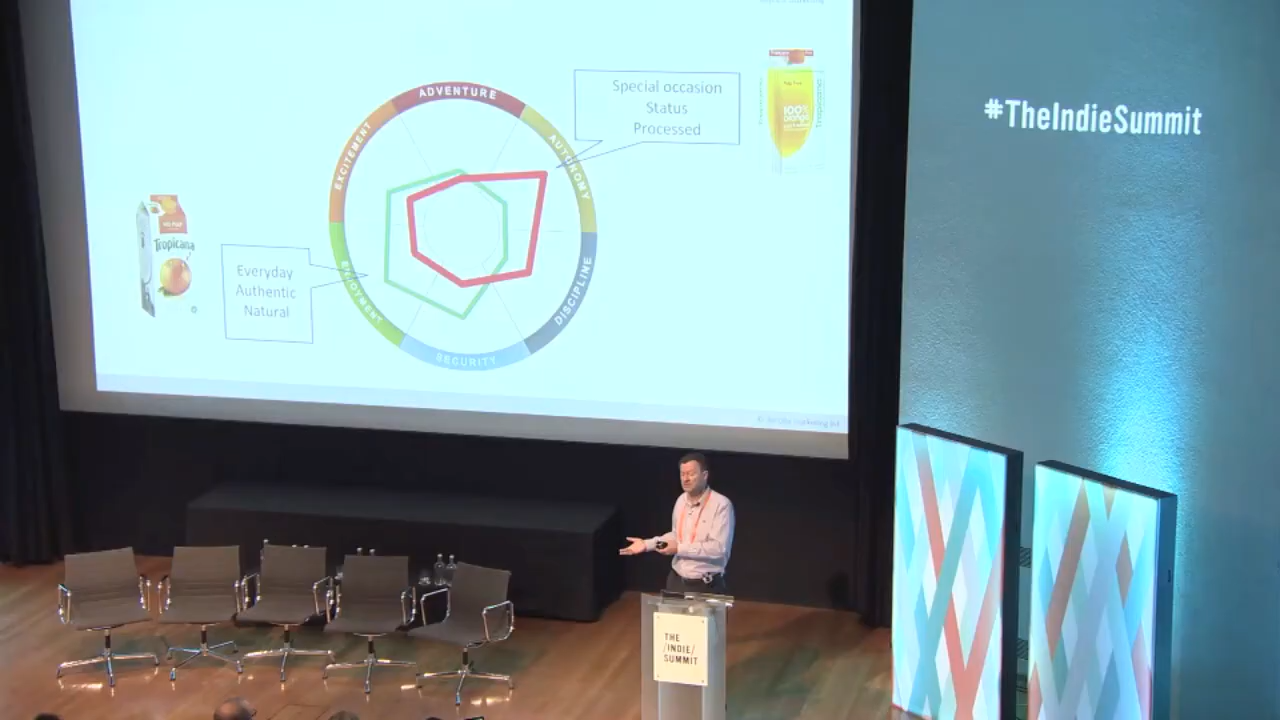 #TheIndieSummit
ADVENTURE
EXCITEMENT
AUTONOMY
DISCIPLINE
SECURITY
ENJOYMENT
Special occasion
Status
Processed
100%
Orange
Tropicana
Tropicana
Everyday
Authentic
Natural
THE
/INDIE/
SUMMIT